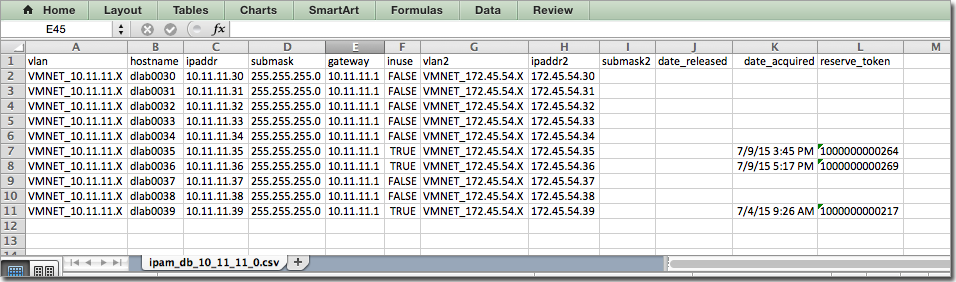 Home Layout Tables Charts SmartArt Formulas Data Review
E45 fx
A B C D E F G H I J K L M
1 vlan hostname ipaddr submask gateway inuse vlan2 ipaddr2 submask2 date_released date_acquired reserve_token
2 VMNET_10.11.11.X dlab0030 10.11.11.30 255.255.255.0 10.11.11.1 FALSE VMNET_172.45.54.X 172.45.54.30
3 VMNET_10.11.11.X dlab0031 10.11.11.31 255.255.255.0 10.11.11.1 FALSE VMNET_172.45.54.X 172.45.54.31
4 VMNET_10.11.11.X dlab0032 10.11.11.32 255.255.255.0 10.11.11.1 FALSE VMNET_172.45.54.X 172.45.54.32
5 VMNET_10.11.11.X dlab0033 10.11.11.33 255.255.255.0 10.11.11.1 FALSE VMNET_172.45.54.X 172.45.54.33
6 VMNET_10.11.11.X dlab0034 10.11.11.34 255.255.255.0 10.11.11.1 FALSE VMNET_172.45.54.X 172.45.54.34
7 VMNET_10.11.11.X dlab0035 10.11.11.35 255.255.255.0 10.11.11.1 TRUE VMNET_172.45.54.X 172.45.54.35 7/9/15 3:45 PM 1000000000264
8 VMNET_10.11.11.X dlab0036 10.11.11.36 255.255.255.0 10.11.11.1 TRUE VMNET_172.45.54.X 172.45.54.36 7/9/15 5:17 PM 1000000000269
9 VMNET_10.11.11.X dlab0037 10.11.11.37 255.255.255.0 10.11.11.1 FALSE VMNET_172.45.54.X 172.45.54.37
10 VMNET_10.11.11.X dlab0038 10.11.11.38 255.255.255.0 10.11.11.1 FALSE VMNET_172.45.54.X 172.45.54.38
11 VMNET_10.11.11.X dlab0039 10.11.11.39 255.255.255.0 10.11.11.1 TRUE VMNET_172.45.54.X 172.45.54.39 7/4/15 9:26 AM 1000000000217
12
13
14
ipam_db_10_11_11_0.csv +